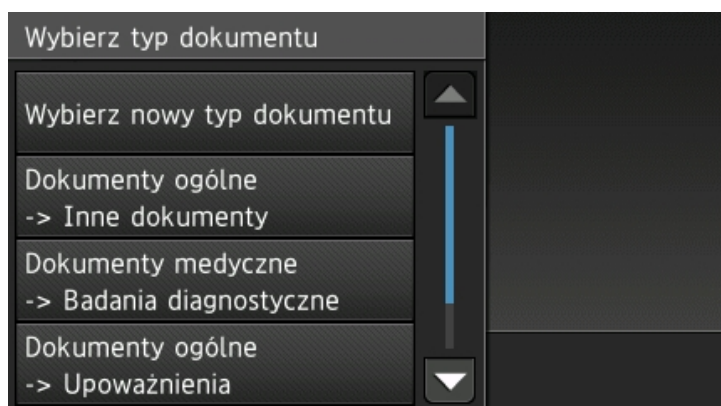 Wybierz typ dokumentu
Wybierz nowy typ dokumentu
Dokumenty ogólne
-> Inne dokumenty
Dokumenty medyczne
-> Badania diagnostyczne
Dokumenty ogólne
-> Upoważnienia